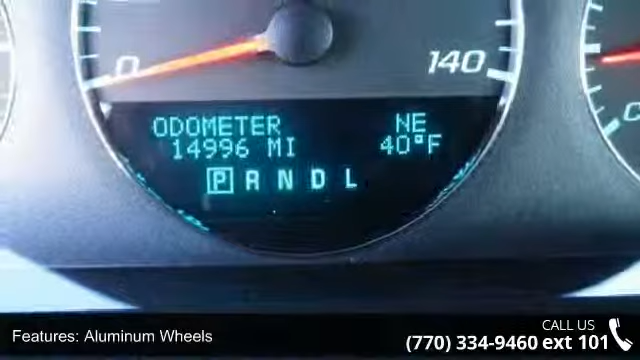 0 140
ODOMETER NE
14996 MI 40°F
P R N D L
C
CALL US
Features: Aluminum Wheels
(770) 334-9460 ext 101